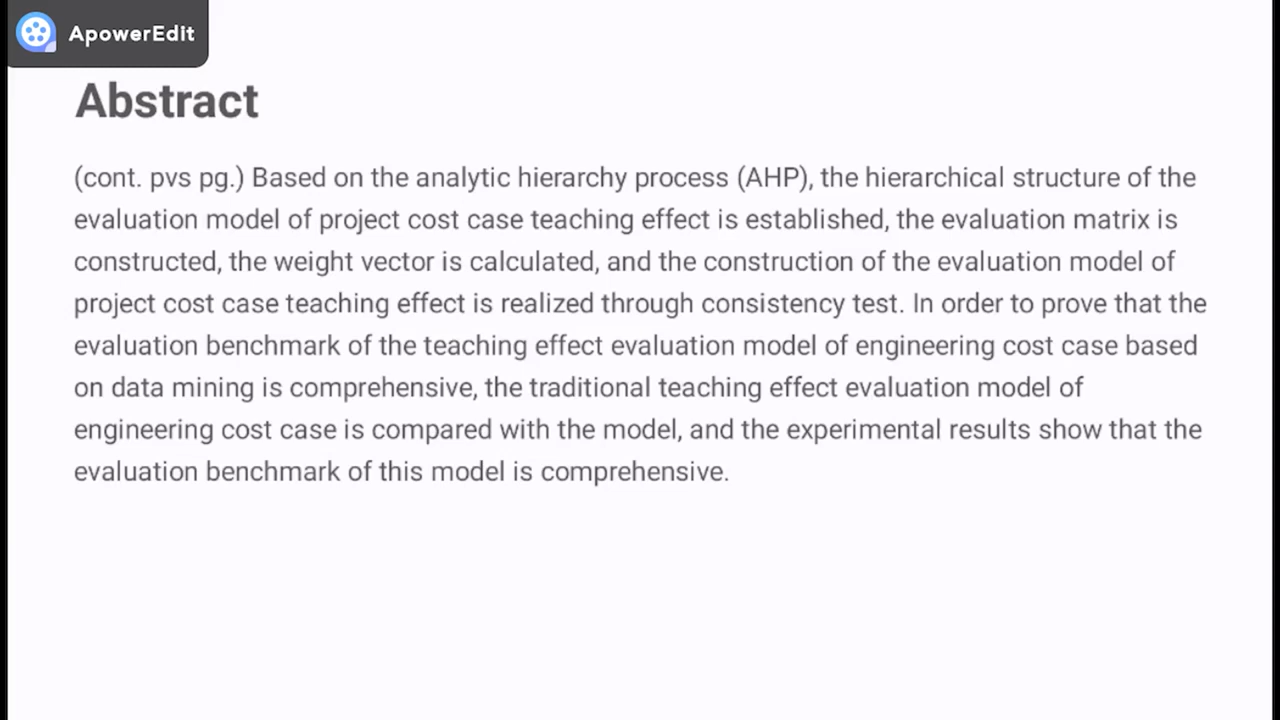 ApowerEdit
Abstract
(cont. pvs pg.) Based on the analytic hierarchy process (AHP), the hierarchical structure of the
evaluation model of project cost case teaching effect is established, the evaluation matrix is
constructed, the weight vector is calculated, and the construction of the evaluation model of
project cost case teaching effect is realized through consistency test. In order to prove that the
evaluation benchmark of the teaching effect evaluation model of engineering cost case based
on data mining is comprehensive, the traditional teaching effect evaluation model of
engineering cost case is compared with the model, and the experimental results show that the
evaluation benchmark of this model is comprehensive.